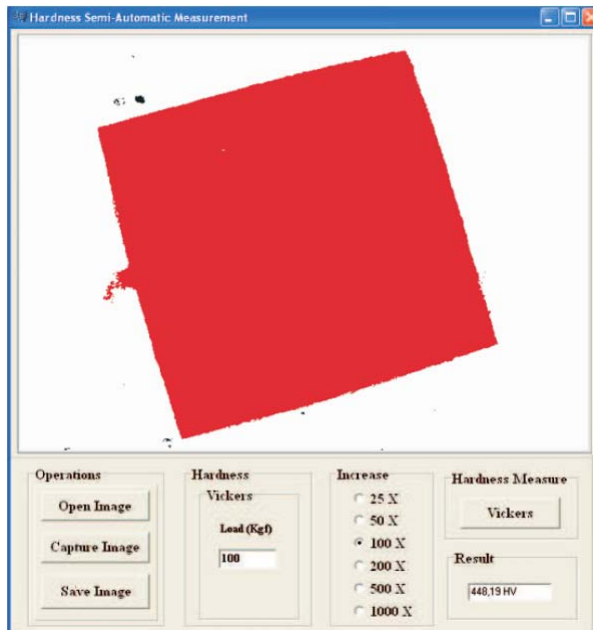 Hardness Semi-Automatic Measurement
Operations
Open Image
Capture Image
Save Image
Hardness
Vickers
Load (Kgf)
100
Increase
25 X
50 X
100 X
200 X
500 X
1000 X
Hardness Measure
Vickers
Result
448,19 HV